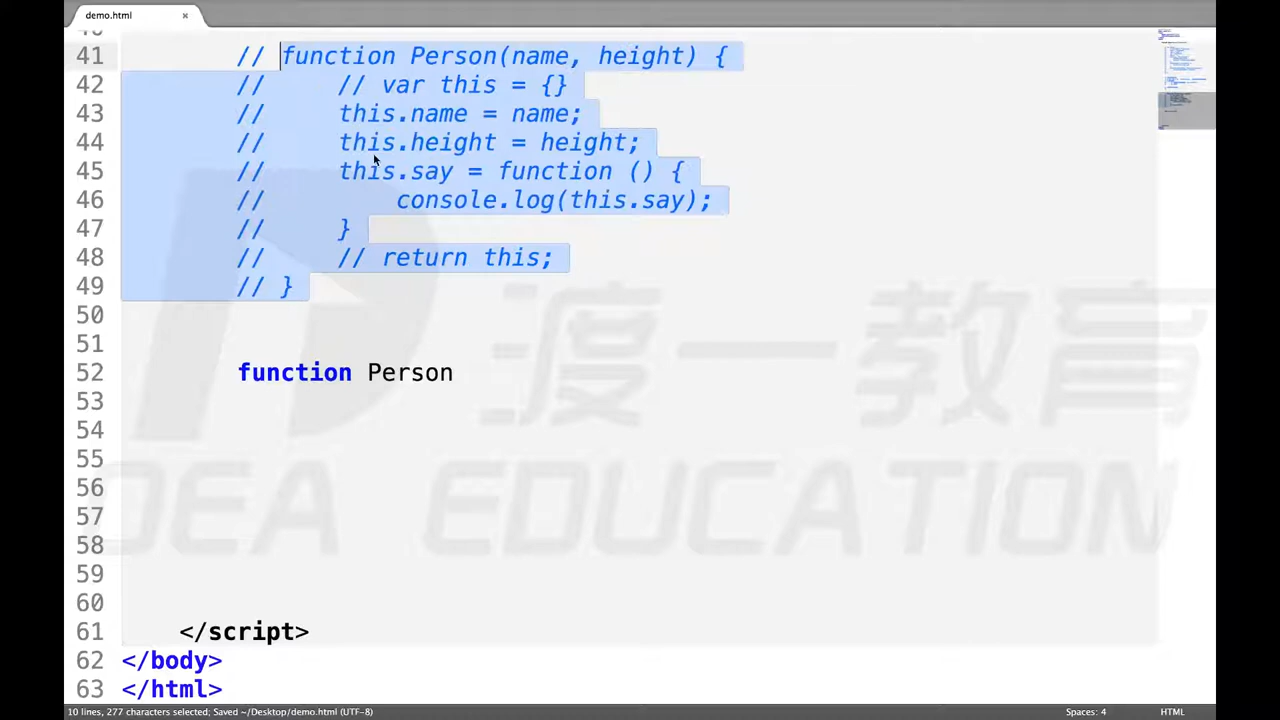 demo.html ×
41 // function Person(name, height) {
42 // // var this = {}
43 // this.name = name;
44 // this.height = height;
45 // this.say = function () {
46 // console.log(this.say);
47 // }
48 // // return this;
49 // }
50
51
52 function Person
53
54
55
56
57
58
59
60
61 </script>
62 </body>
63 </html>
渡一教育
DEA EDUCATION
10 lines, 277 characters selected; Saved ~/Desktop/demo.html (UTF-8) Spaces: 4 HTML